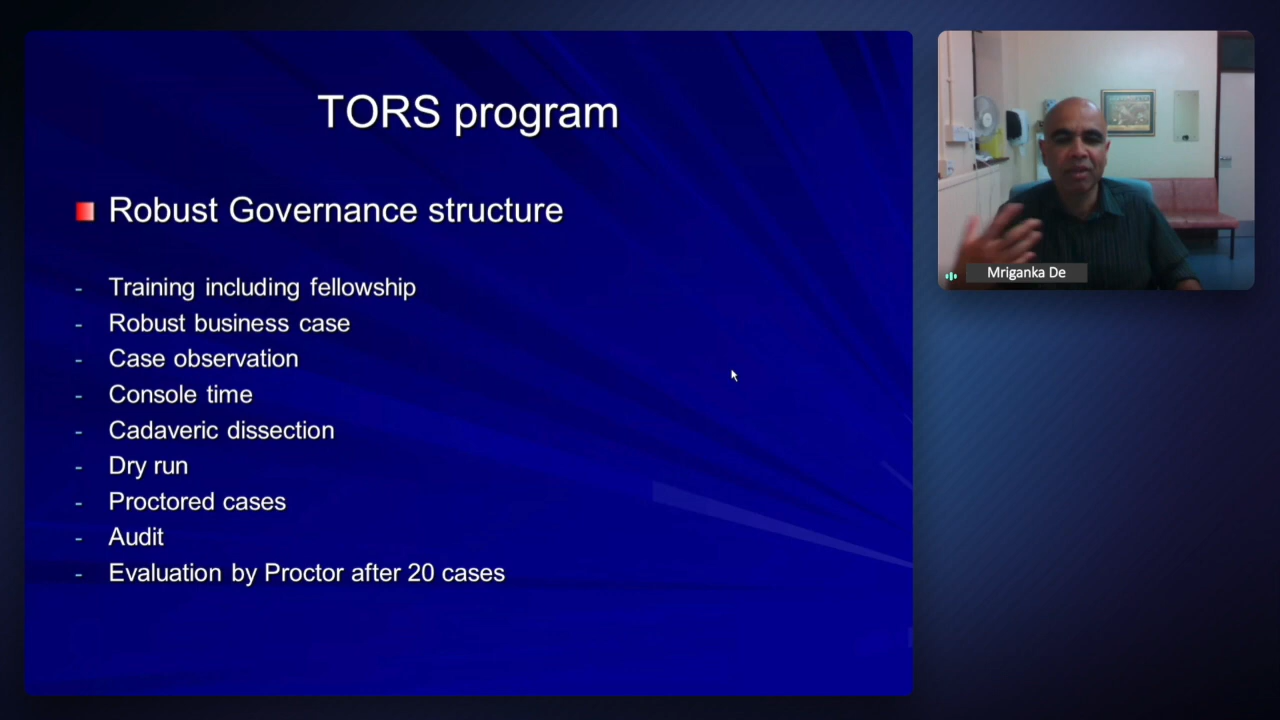 TORS program
Robust Governance structure
- Training including fellowship
- Robust business case
- Case observation
- Console time
- Cadaveric dissection
- Dry run
- Proctored cases
- Audit
- Evaluation by Proctor after 20 cases
Mriganka De